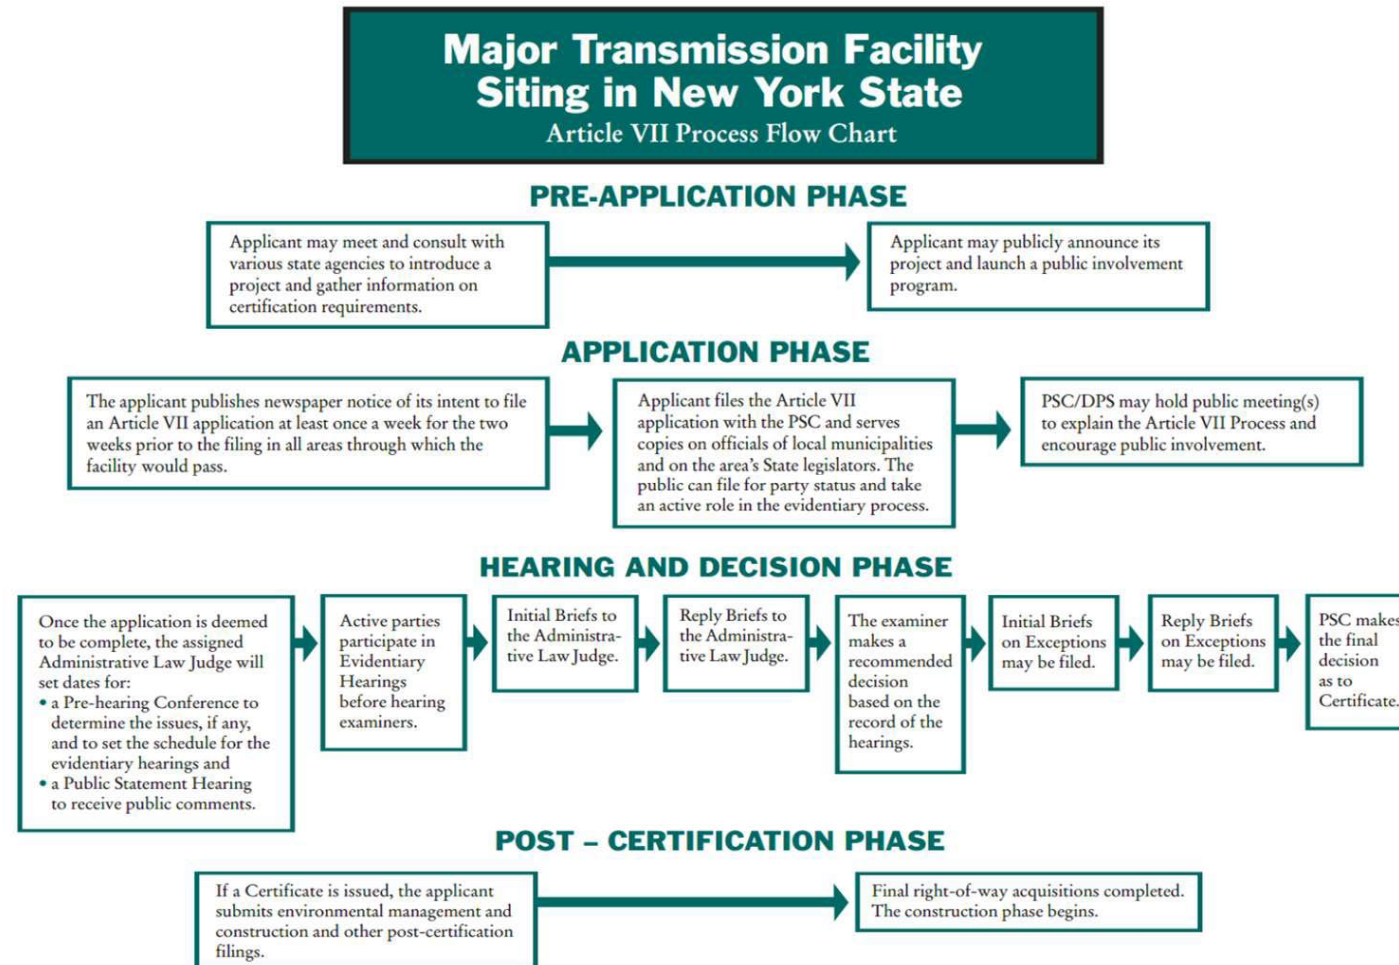 Major Transmission Facility
Siting in New York State
Article VII Process Flow Chart
PRE-APPLICATION PHASE
Applicant may meet and consult with
various state agencies to introduce a
project and gather information on
certification requirements.
Applicant may publicly announce its
project and launch a public involvement
program.
APPLICATION PHASE
The applicant publishes newspaper notice of its intent to file
an Article VII application at least once a week for the two
weeks prior to the filing in all areas through which the
facility would pass.
Applicant files the Article VII
application with the PSC and serves
copies on officials of local municipalities
and on the area's State legislators. The
public can file for party status and take
an active role in the evidentiary process.
PSC/DPS may hold public meeting(s)
to explain the Article VII Process and
encourage public involvement.
HEARING AND DECISION PHASE
Once the application is deemed
to be complete, the assigned
Administrative Law Judge will
set dates for:
• a Pre-hearing Conference to
determine the issues, if any,
and to set the schedule for the
evidentiary hearings and
• a Public Statement Hearing
to receive public comments.
Active parties
participate in
Evidentiary
Hearings
before hearing
examiners.
Initial Briefs to
the Administra-
tive Law Judge.
Reply Briefs to
the Administra-
tive Law Judge.
The examiner
makes a
recommended
decision
based on the
record of the
hearings.
Initial Briefs
on Exceptions
may be filed.
Reply Briefs
on Exceptions
may be filed.
PSC makes
the final
decision
as to
Certificate.
POST – CERTIFICATION PHASE
If a Certificate is issued, the applicant
submits environmental management and
construction and other post-certification
filings.
Final right-of-way acquisitions completed.
The construction phase begins.